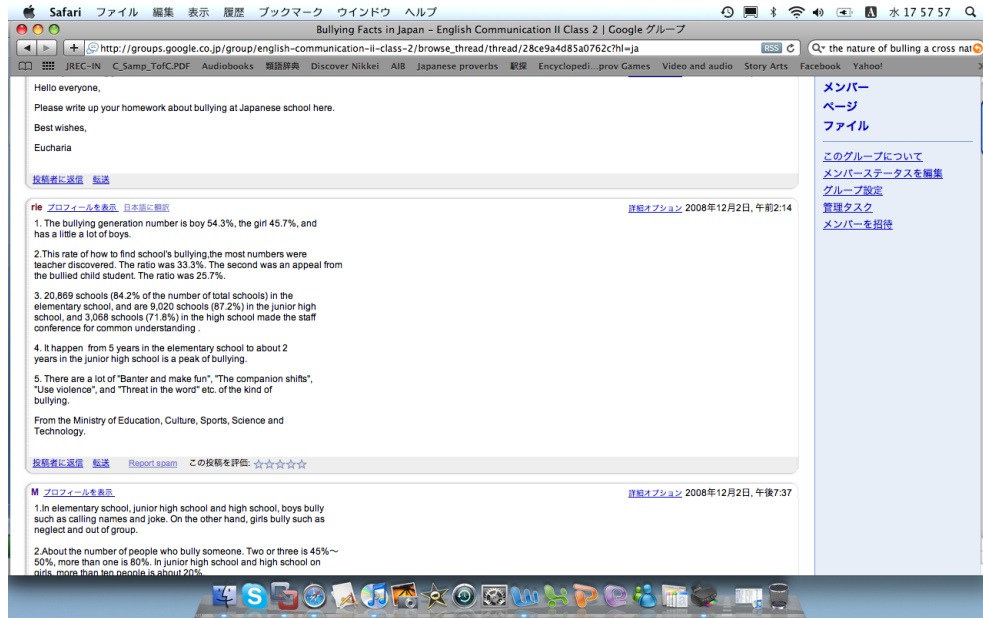 Safari ファイル 編集 表示 履歴 ブックマーク ウインドウ ヘルプ
水 17 57 57
Bullying Facts in Japan – English Communication II Class 2 | Google グループ
http://groups.google.co.jp/group/english-communication-ii-class-2/browse_thread/thread/28ce9a4d85a0762c?hl=ja
RSS
the nature of bulling a cross nat
JREC-IN C_Samp_TofC.PDF Audiobooks 類語辞典 Discover Nikkei AIB Japanese proverbs 釈探 Encyclopedi...prov Games Video and audio Story Arts Facebook Yahoo!
Hello everyone,
Please write up your homework about bullying at Japanese school here.
Best wishes,
Eucharia
投稿者に返信 転送
rie プロフィールを表示 日本語に翻訳
詳細オプション 2008年12月2日, 午前2:14
1. The bullying generation number is boy 54.3%, the girl 45.7%, and
has a little a lot of boys.
2.This rate of how to find school's bullying,the most numbers were
teacher discovered. The ratio was 33.3%. The second was an appeal from
the bullied child student. The ratio was 25.7%.
3. 20,869 schools (84.2% of the number of total schools) in the
elementary school, and are 9,020 schools (87.2%) in the junior high
school, and 3,068 schools (71.8%) in the high school made the staff
conference for common understanding .
4. It happen from 5 years in the elementary school to about 2
years in the junior high school is a peak of bullying.
5. There are a lot of "Banter and make fun", "The companion shifts",
"Use violence", and "Threat in the word" etc. of the kind of
bullying.
From the Ministry of Education, Culture, Sports, Science and
Technology.
投稿者に返信 転送 Report spam この投稿を評価:
M プロフィールを表示
詳細オプション 2008年12月2日, 午後7:37
1.In elementary school, junior high school and high school, boys bully
such as calling names and joke. On the other hand, girls bully such as
neglect and out of group.
2.About the number of people who bully someone. Two or three is 45%~
50%, more than one is 80%. In junior high school and high school on
girls, more than ten people is about 20%.
メンバー
ページ
ファイル
このグループについて
メンバーステータスを編集
グループ設定
管理タスク
メンバーを招待